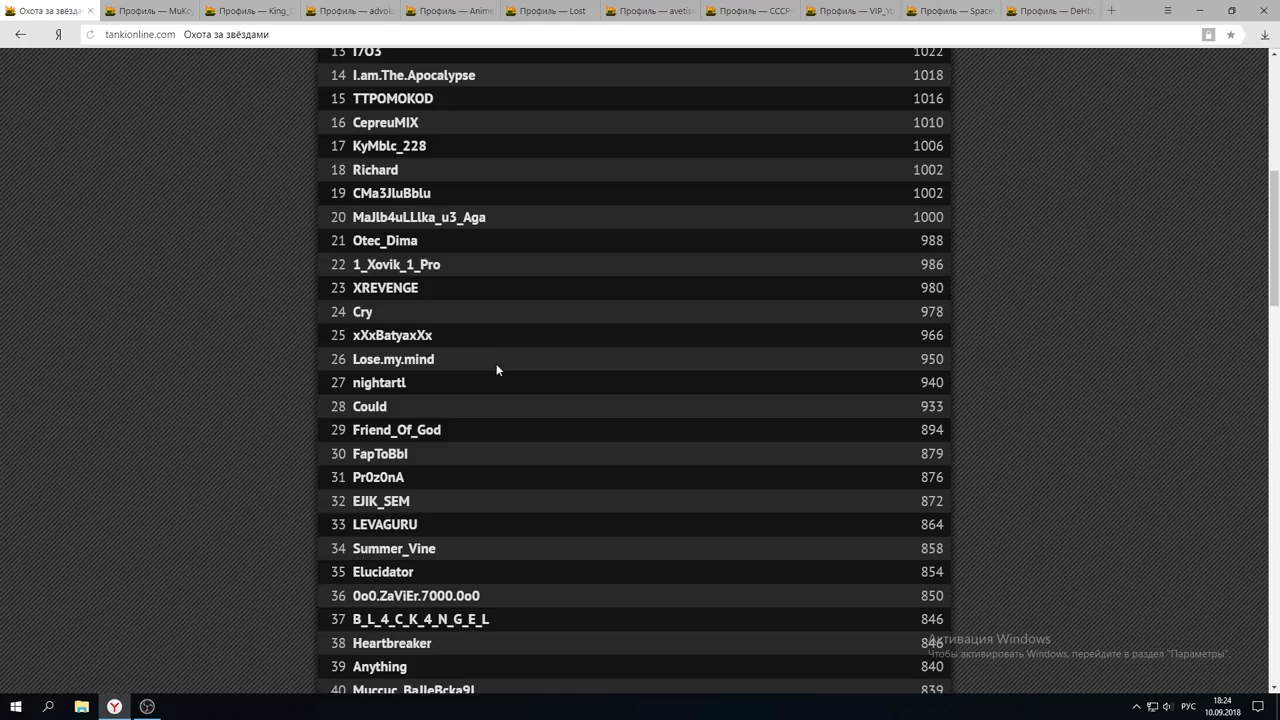 Охота за звёзда
Профиль — MuKc
Профиль — King_C
Профиль — advok
Профиль — Anime
Профиль — Lost
Профиль — avetis
Профиль — CCCP
Профиль — VIP_Yo
Профиль — Space
Профиль — DeHb
tankionline.com Охота за звёздами
13 I7O3 1022
14 I.am.The.Apocalypse 1018
15 TTPOMOKOD 1016
16 CepreuMIX 1010
17 KyMblc_228 1006
18 Richard 1002
19 CMa3JluBblu 1002
20 MaJlb4uLLlka_u3_Aga 1000
21 Otec_Dima 988
22 1_Xovik_1_Pro 986
23 XREVENGE 980
24 Cry 978
25 xXxBatyaxXx 966
26 Lose.my.mind 950
27 nightartl 940
28 Could 933
29 Friend_Of_God 894
30 FapToBbI 879
31 Pr0z0nA 876
32 EJIK_SEM 872
33 LEVAGURU 864
34 Summer_Vine 858
35 Elucidator 854
36 0o0.ZaViEr.7000.0o0 850
37 B_L_4_C_K_4_N_G_E_L 846
38 Heartbreaker 846
39 Anything 840
40 839
Активация Windows
Чтобы активировать Windows, перейдите в раздел "Параметры".
РУС
18:24
10.09.2018